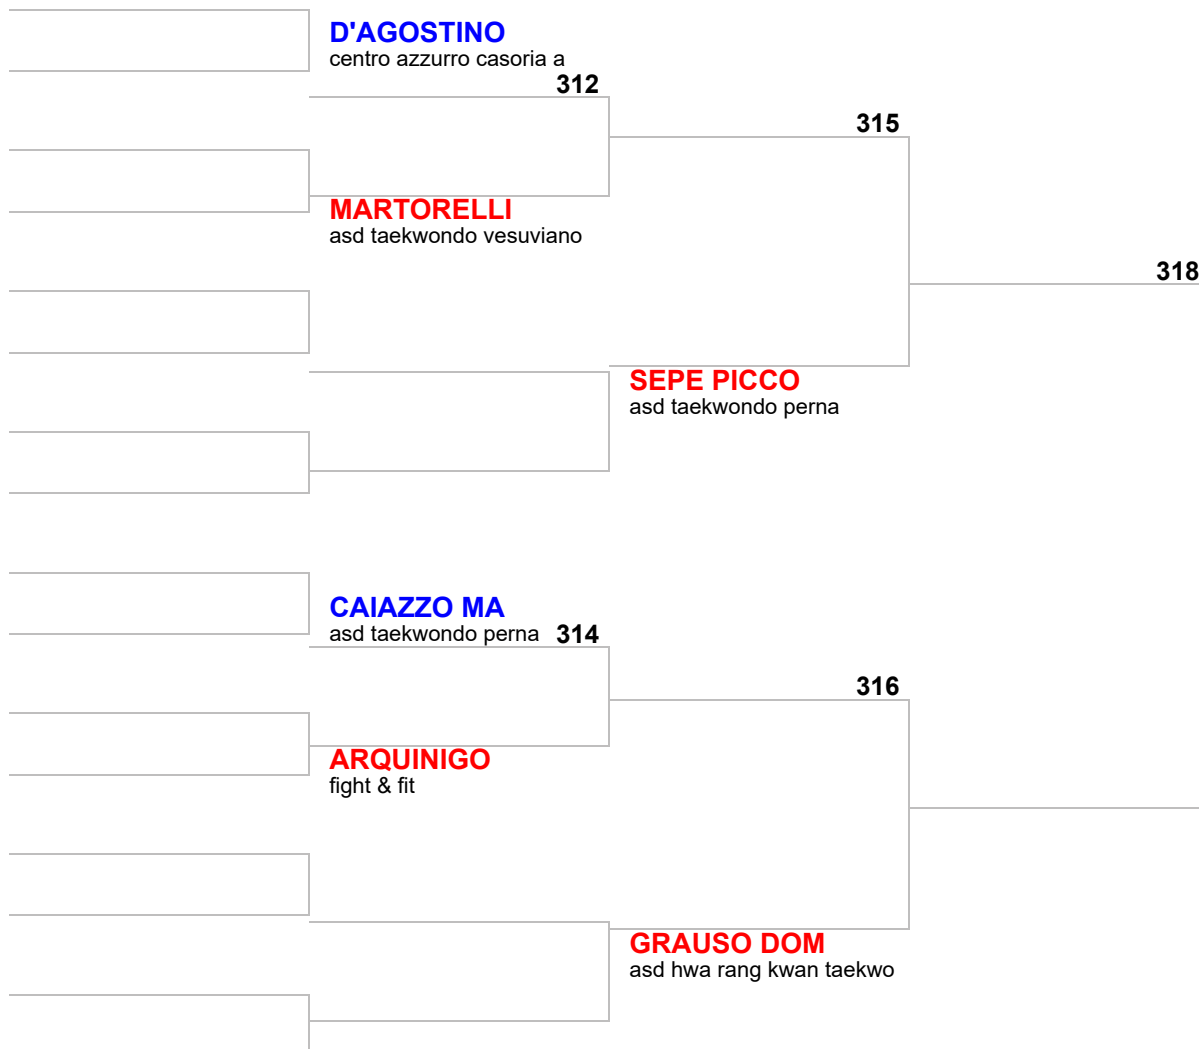 D'AGOSTINO
centro azzurro casoria a
312
315
MARTORELLI
asd taekwondo vesuviano
318
SEPE PICCO
asd taekwondo perna
CAIAZZO MA
asd taekwondo perna 314
316
ARQUINIGO
fight & fit
GRAUSO DOM
asd hwa rang kwan taekwo